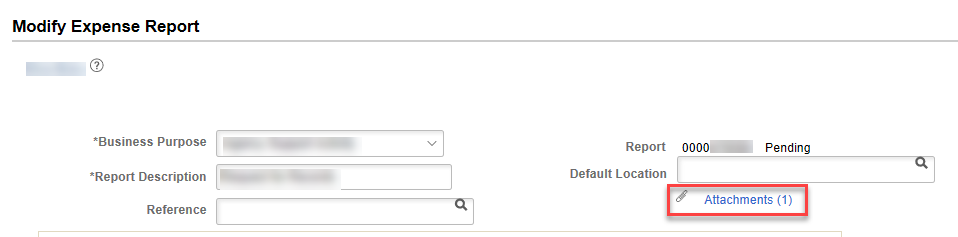 Modify Expense Report
?
*Business Purpose
Report 0000 Pending
*Report Description
Default Location
Reference
Attachments (1)